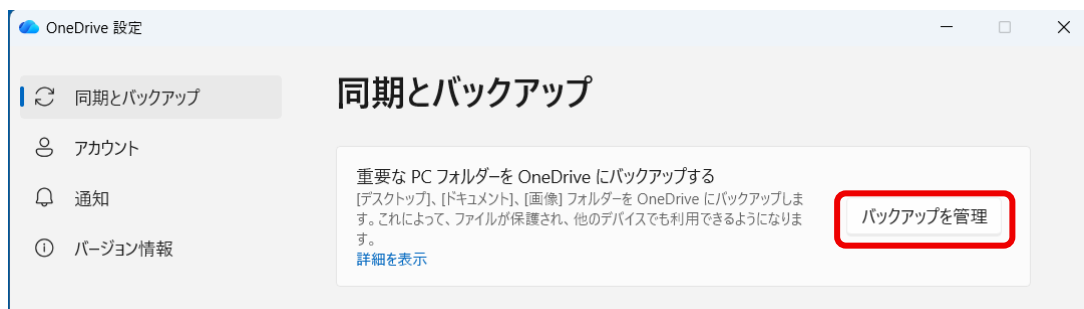 OneDrive 設定
同期とバックアップ
アカウント
通知
バージョン情報
同期とバックアップ
重要な PC フォルダーを OneDrive にバックアップする
[デスクトップ]、[ドキュメント]、[画像] フォルダーを OneDrive にバックアップしま
す。これによって、ファイルが保護され、他のデバイスでも利用できるようになりま
す。
詳細を表示
バックアップを管理